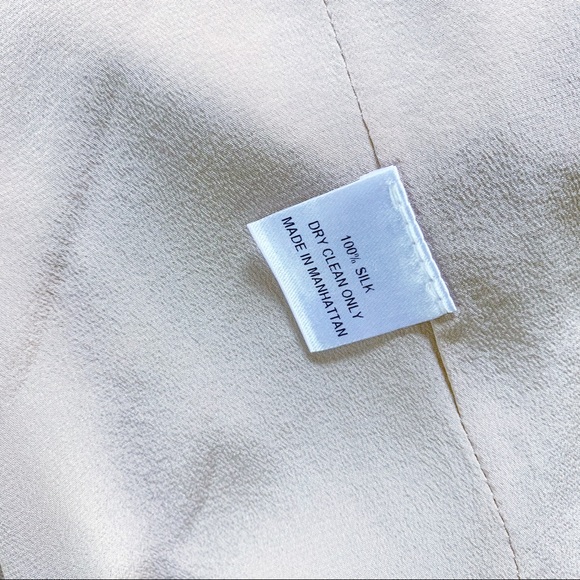 100% SILK
DRY CLEAN ONLY
MADE IN MANHATTAN